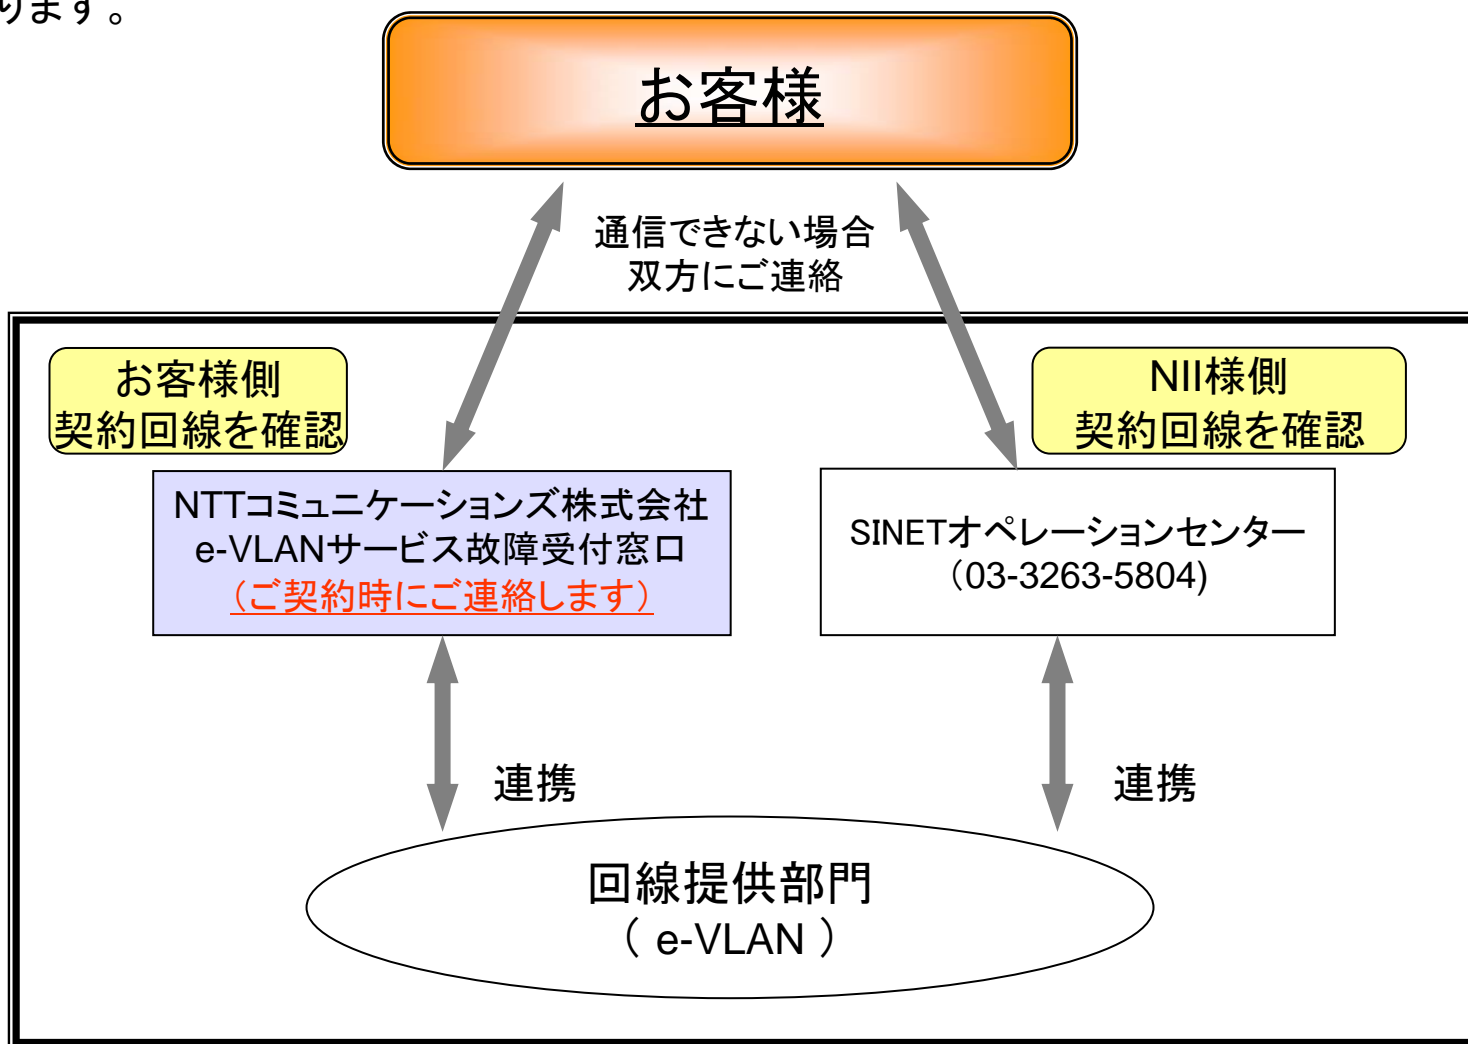 ります。
お客様
通信できない場合
双方にご連絡
お客様側
契約回線を確認
NII様側
契約回線を確認
NTTコミュニケーションズ株式会社
e-VLANサービス故障受付窓口
（ご契約時にご連絡します）
SINETオペレーションセンター
（03-3263-5804)
連携
連携
回線提供部門
（ e-VLAN ）